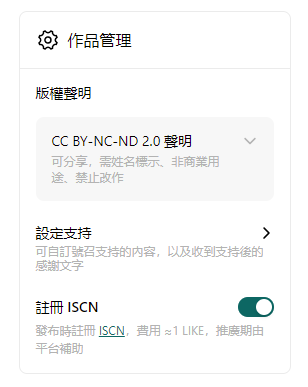 作品管理
版權聲明
CC BY-NC-ND 2.0 聲明
可分享，需姓名標示、非商業用
途、禁止改作
設定支持
可自訂號召支持的內容，以及收到支持後的
感謝文字
註冊 ISCN
發布時註冊 ISCN，費用 ≈1 LIKE，推廣期由
平台補助